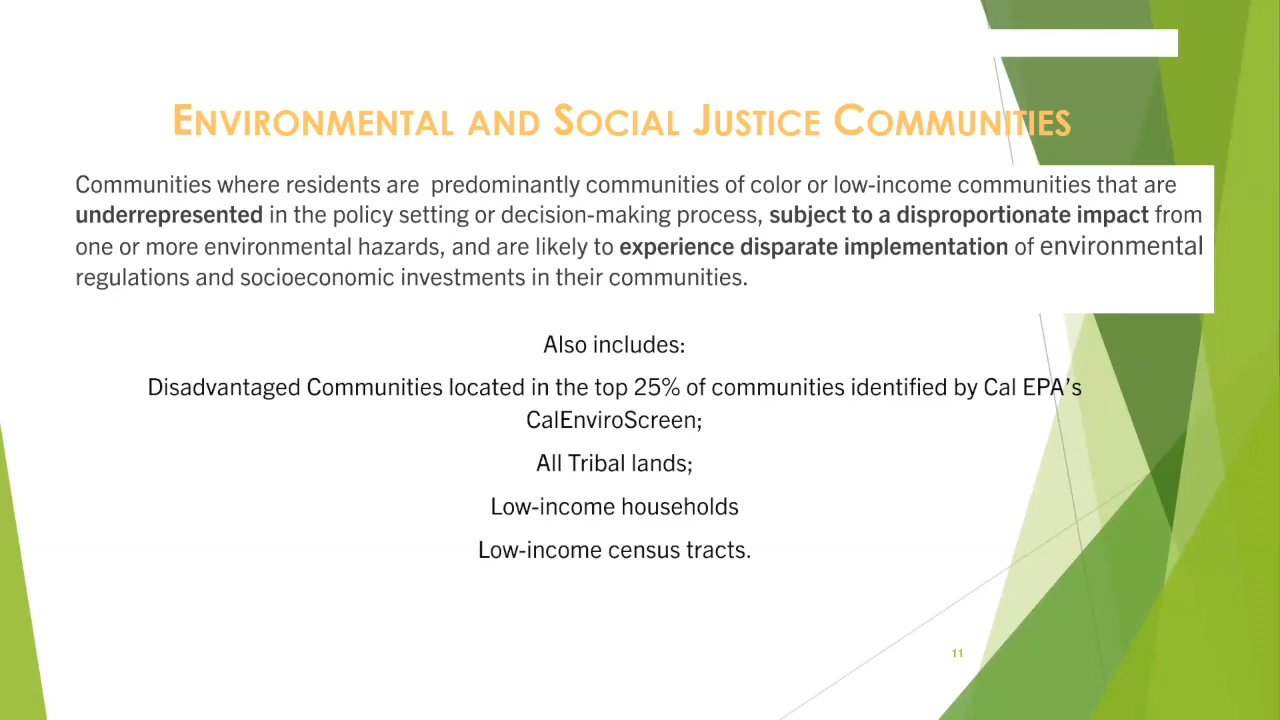 ENVIRONMENTAL AND SOCIAL JUSTICE COMMUNITIES
Communities where residents are  predominantly communities of color or low-income communities that are
underrepresented in the policy setting or decision-making process, subject to a disproportionate impact from
one or more environmental hazards, and are likely to experience disparate implementation of environmental
regulations and socioeconomic investments in their communities.
Also includes:
Disadvantaged Communities located in the top 25% of communities identified by Cal EPA’s
CalEnviroScreen;
All Tribal lands;
Low-income households
Low-income census tracts.
11